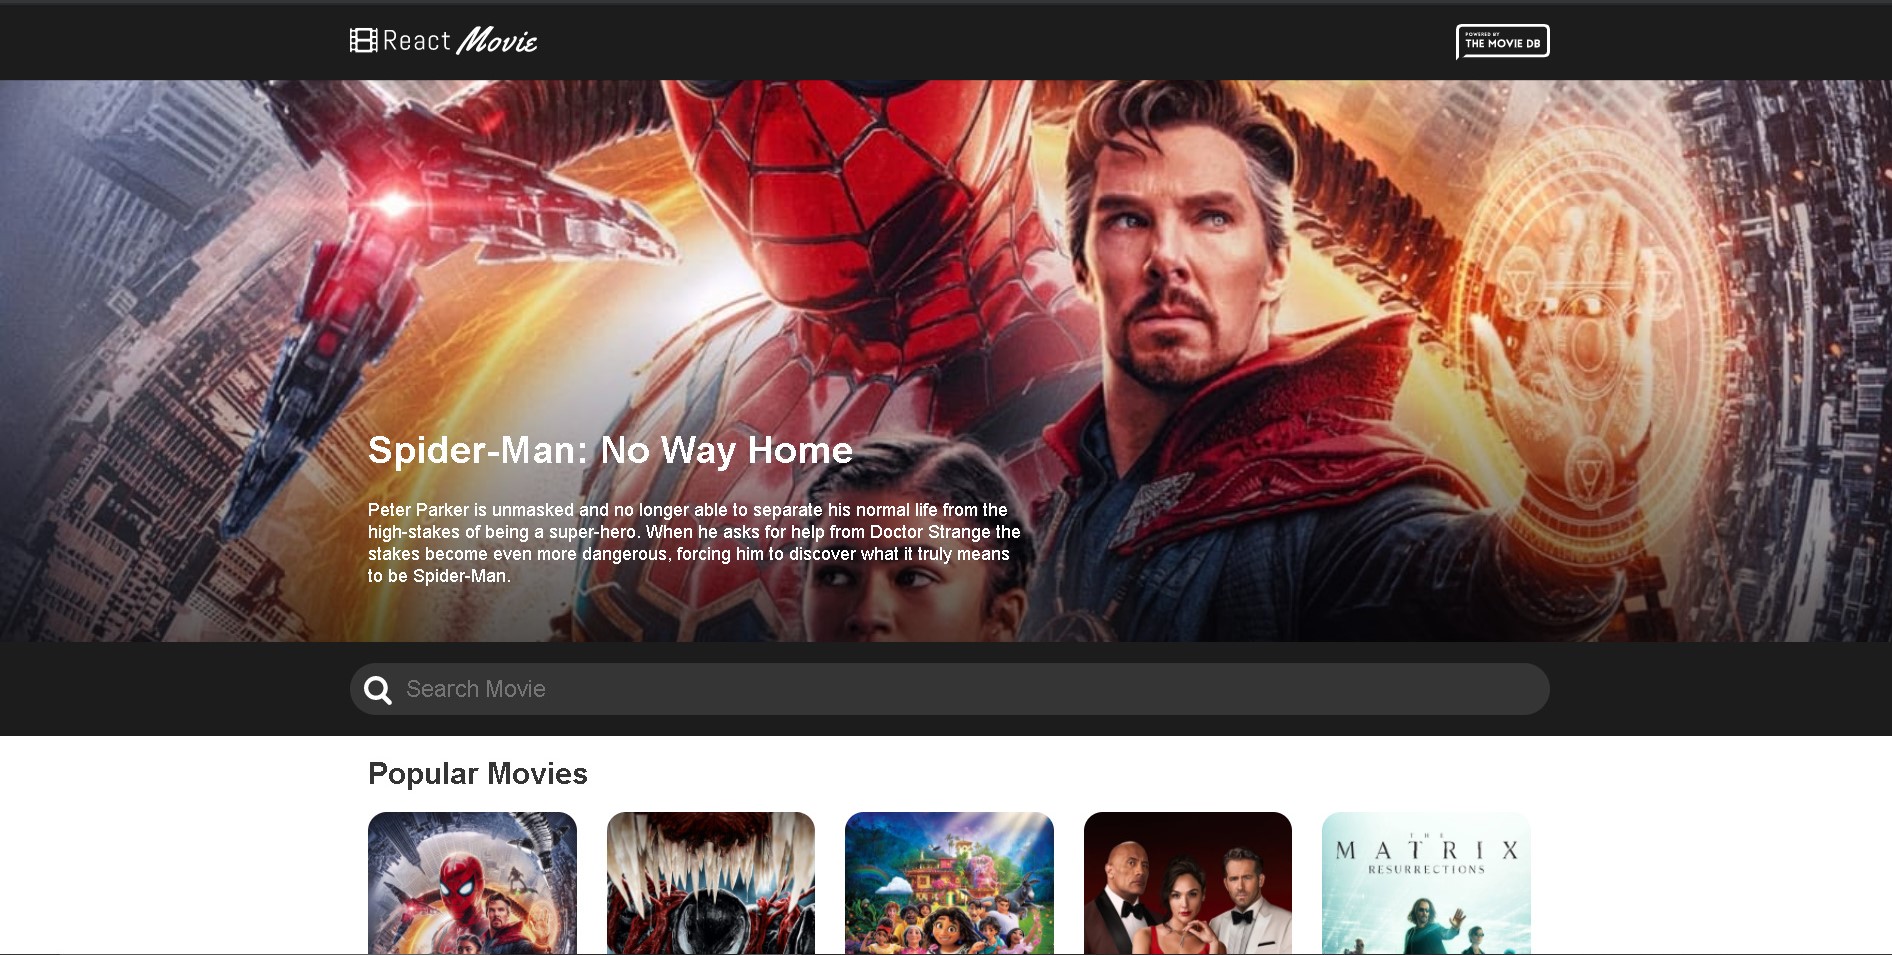 React Movie
POWERED BY
THE MOVIE DB
Spider-Man: No Way Home
Peter Parker is unmasked and no longer able to separate his normal life from the
high-stakes of being a super-hero. When he asks for help from Doctor Strange the
stakes become even more dangerous, forcing him to discover what it truly means
to be Spider-Man.
Search Movie
Popular Movies
THE
MATRIX
RESURRECTIONS